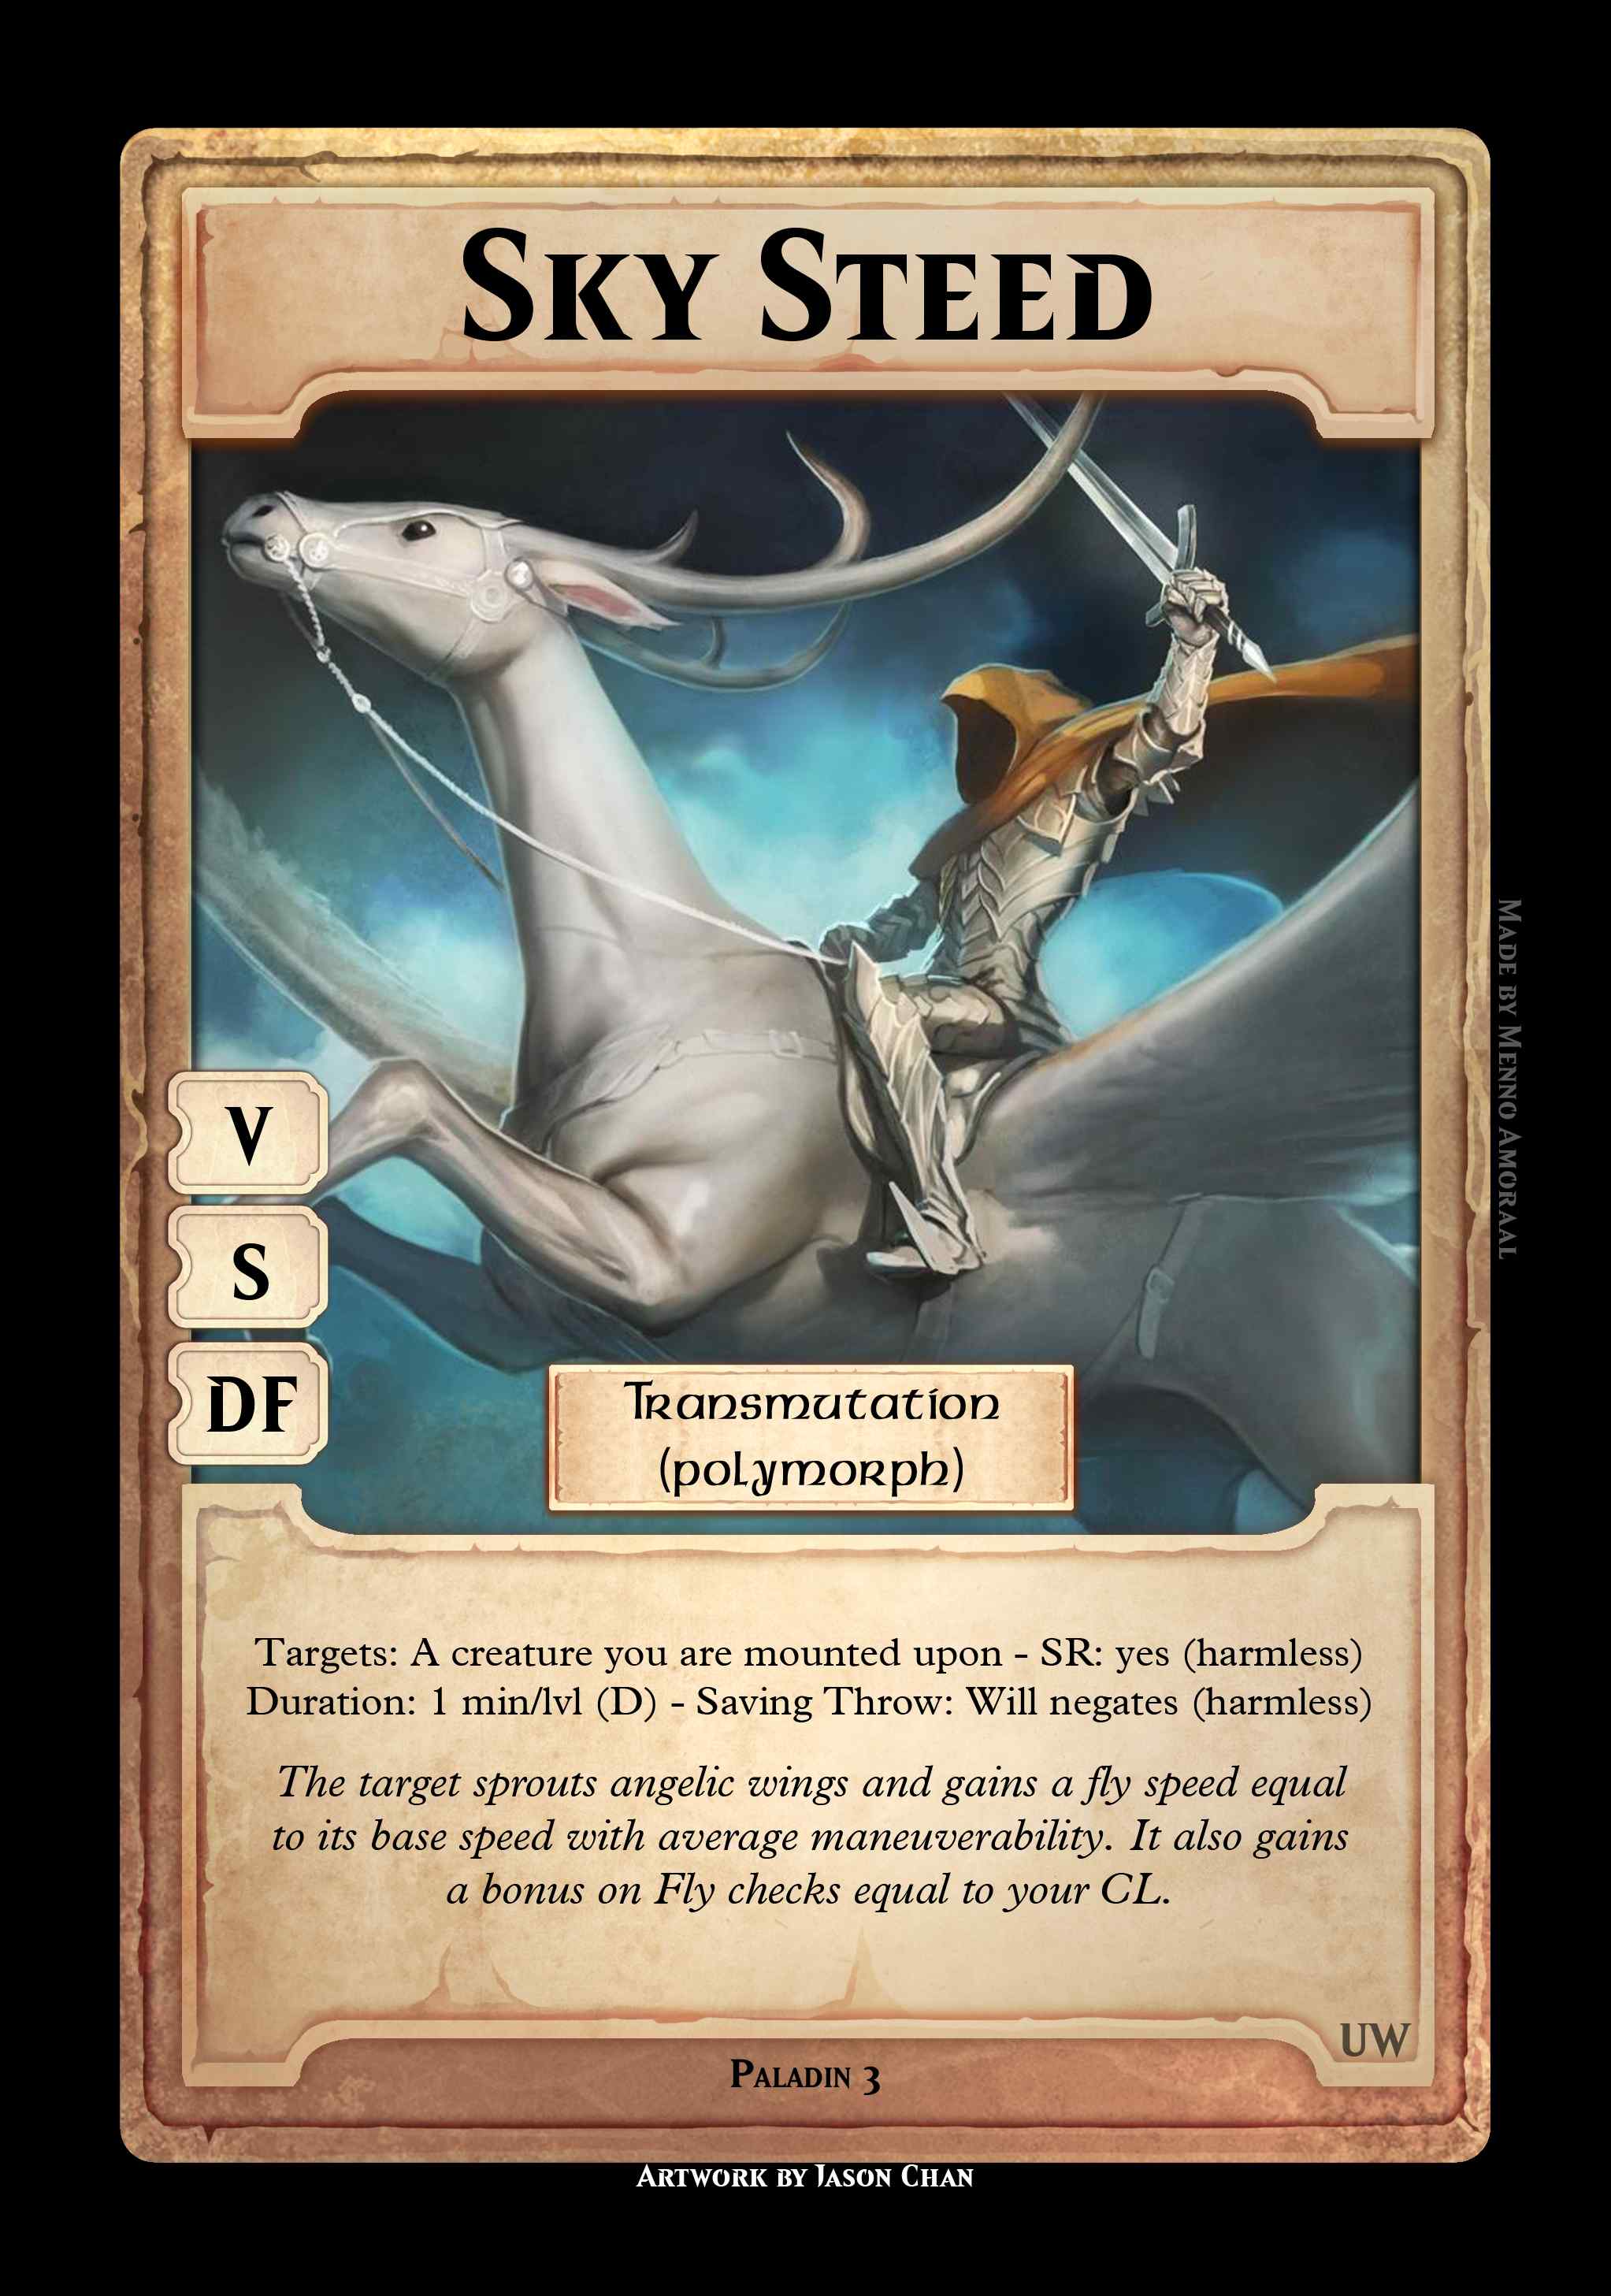 Sky Steed
V
S
DF
Transmutation
(polymorph)
Targets: A creature you are mounted upon - SR: yes (harmless)
Duration: 1 min/lvl (D) - Saving Throw: Will negates (harmless)
The target sprouts angelic wings and gains a fly speed equal
to its base speed with average maneuverability. It also gains
a bonus on Fly checks equal to your CL.
UW
Paladin 3
Artwork by Jason Chan
Made by Menno Amoraal